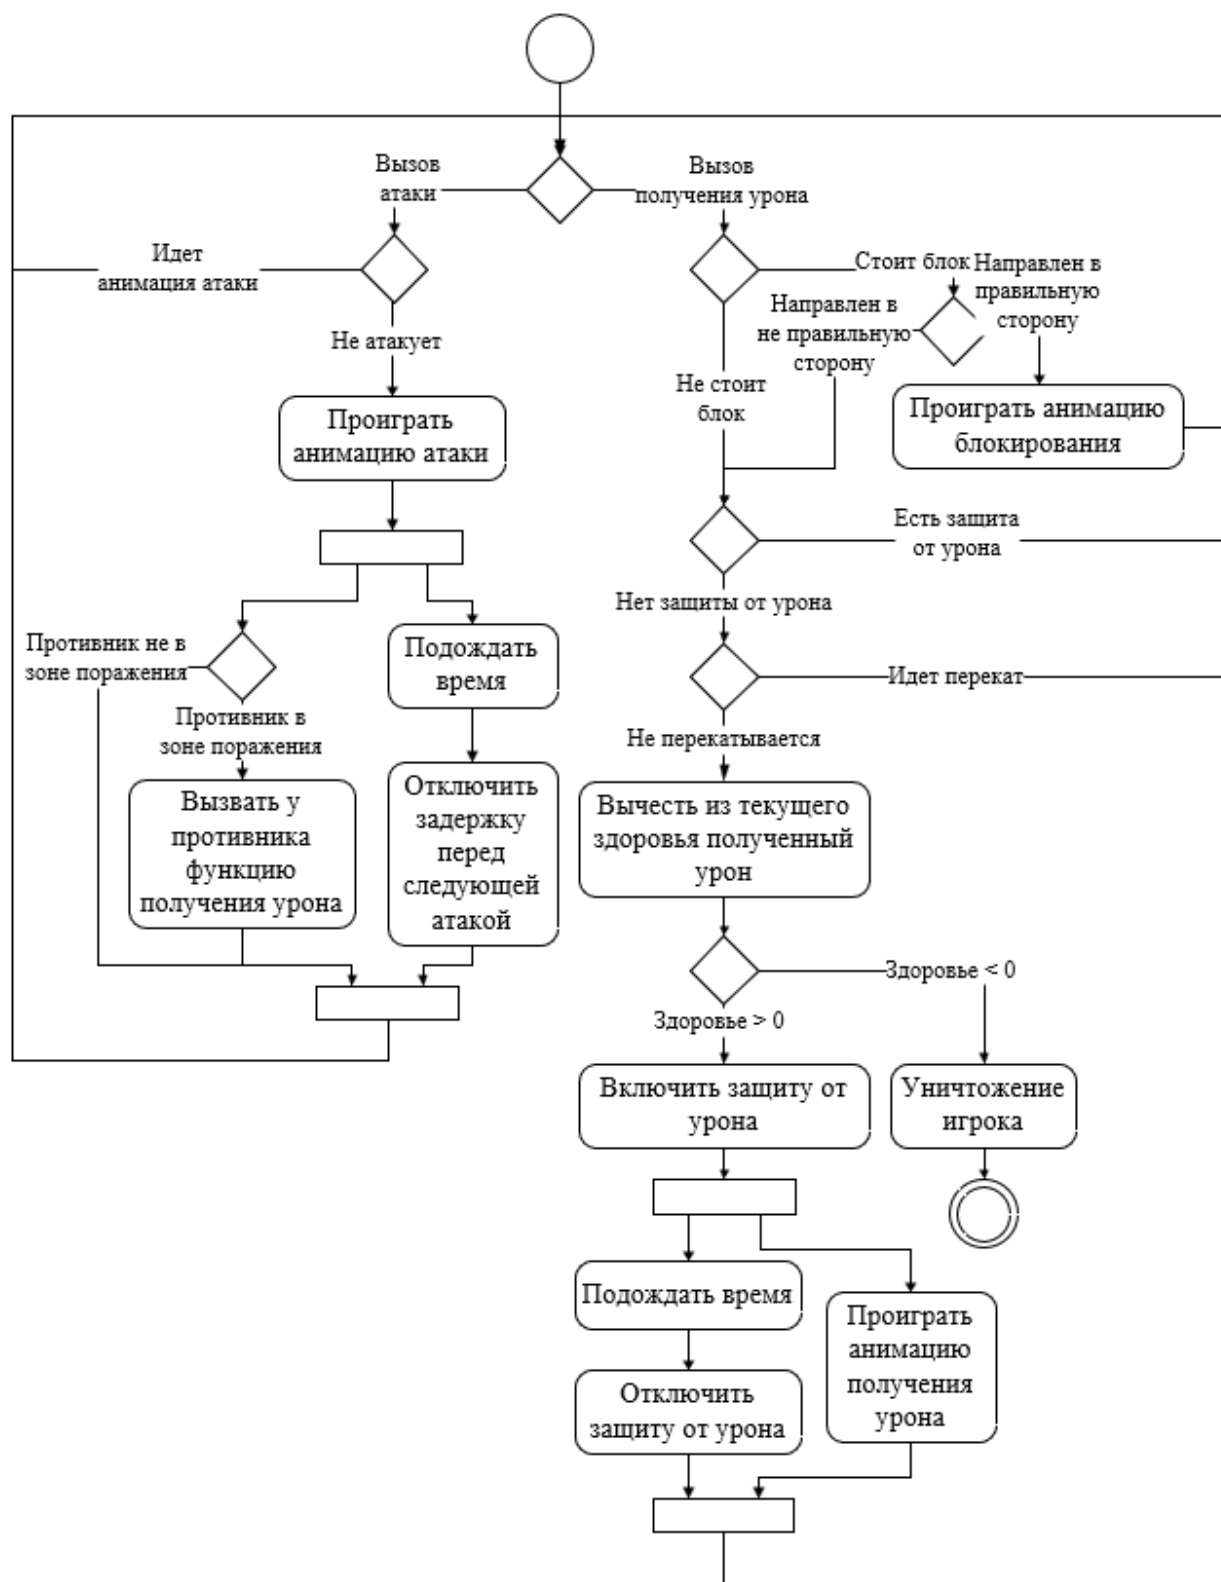 Вызов
атаки
Вызов
получения урона
Идет
анимация атаки
Стоит блок
Направлен в
правильную
сторону
Направлен в
не правильную
сторону
Не атакует
Не стоит
блок
Проиграть
анимацию атаки
Проиграть анимацию
блокирования
Есть защита
от урона
Нет защиты от урона
Противник не в
зоне поражения
Подождать
время
Идет перекат
Противник в
зоне поражения
Не перекатывается
Вызвать у
противника
функцию
получения урона
Отключить
задержку
перед
следующей
атакой
Вычесть из текущего
здоровья полученный
урон
Здоровье < 0
Здоровье > 0
Включить защиту от
урона
Уничтожение
игрока
Подождать время
Проиграть
анимацию
получения
урона
Отключить
защиту от урона